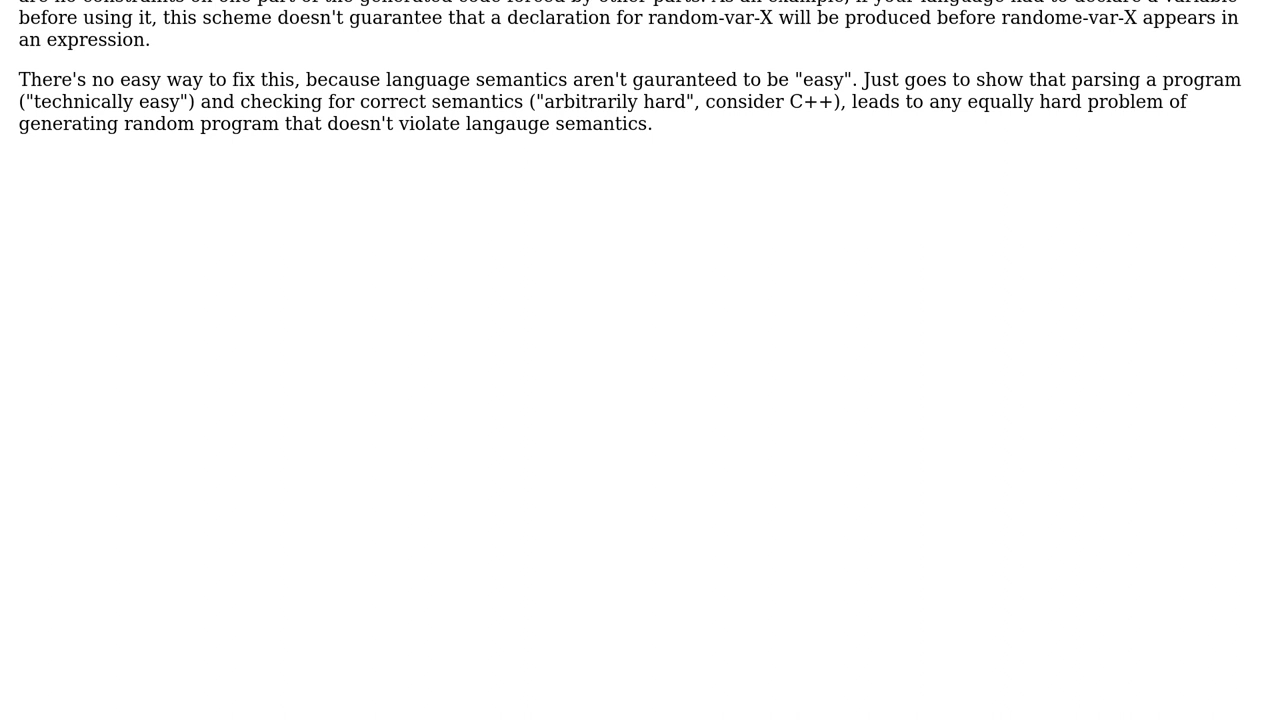 before using it, this scheme doesn't guarantee that a declaration for random-var-X will be produced before randome-var-X appears in
an expression.
There's no easy way to fix this, because language semantics aren't gauranteed to be "easy". Just goes to show that parsing a program
("technically easy") and checking for correct semantics ("arbitrarily hard", consider C++), leads to any equally hard problem of
generating random program that doesn't violate langauge semantics.